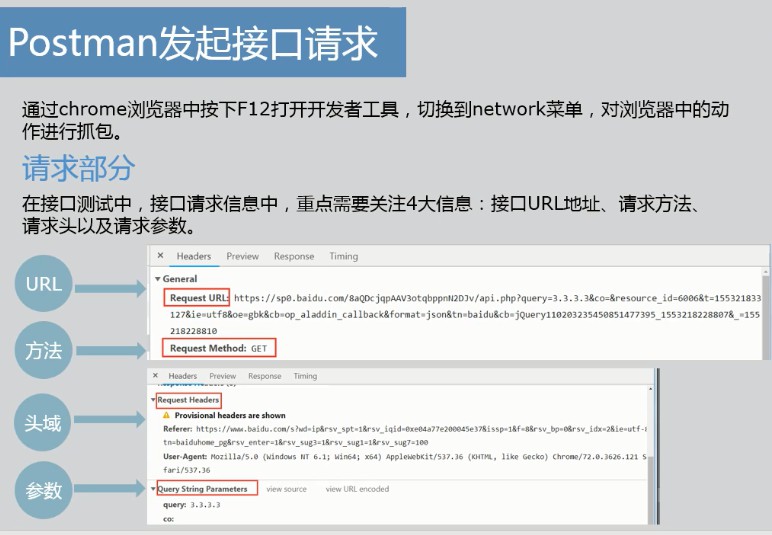 Postman发起接口请求
通过chrome浏览器中按下F12打开开发者工具，切换到network菜单，对浏览器中的动
作进行抓包。
请求部分
在接口测试中，接口请求信息中，重点需要关注4大信息：接口URL地址、请求方法、
请求头以及请求参数。
URL
方法
头域
参数
× Headers Preview Response Timing
▼ General
Request URL: https://sp0.baidu.com/8aQDcjqpAAV3otqbppnN2DJv/api.php?query=3.3.3.3&co=&resource_id=6006&t=155321833
127&ie=utf8&oe=gbk&cb=op_aladdin_callback&format=json&tn=baidu&cb=jQuery110203235450851477395_1553218228807&_=155
218228810
Request Method: GET
× Headers Preview Response Timing
▼ Request Headers
⚠ Provisional headers are shown
Referer: https://www.baidu.com/s?wd=ip&rsv_spt=1&rsv_iqid=0xe04a77e200045e37&issp=1&f=8&rsv_bp=0&rsv_idx=2&ie=utf-8
tn=baiduhome_pg&rsv_enter=1&rsv_sug3=1&rsv_sug1=1&rsv_sug7=100
User-Agent: Mozilla/5.0 (Windows NT 6.1; Win64; x64) AppleWebKit/537.36 (KHTML, like Gecko) Chrome/72.0.3626.121 S
fari/537.36
▼ Query String Parameters view source view URL encoded
query: 3.3.3.3
co: